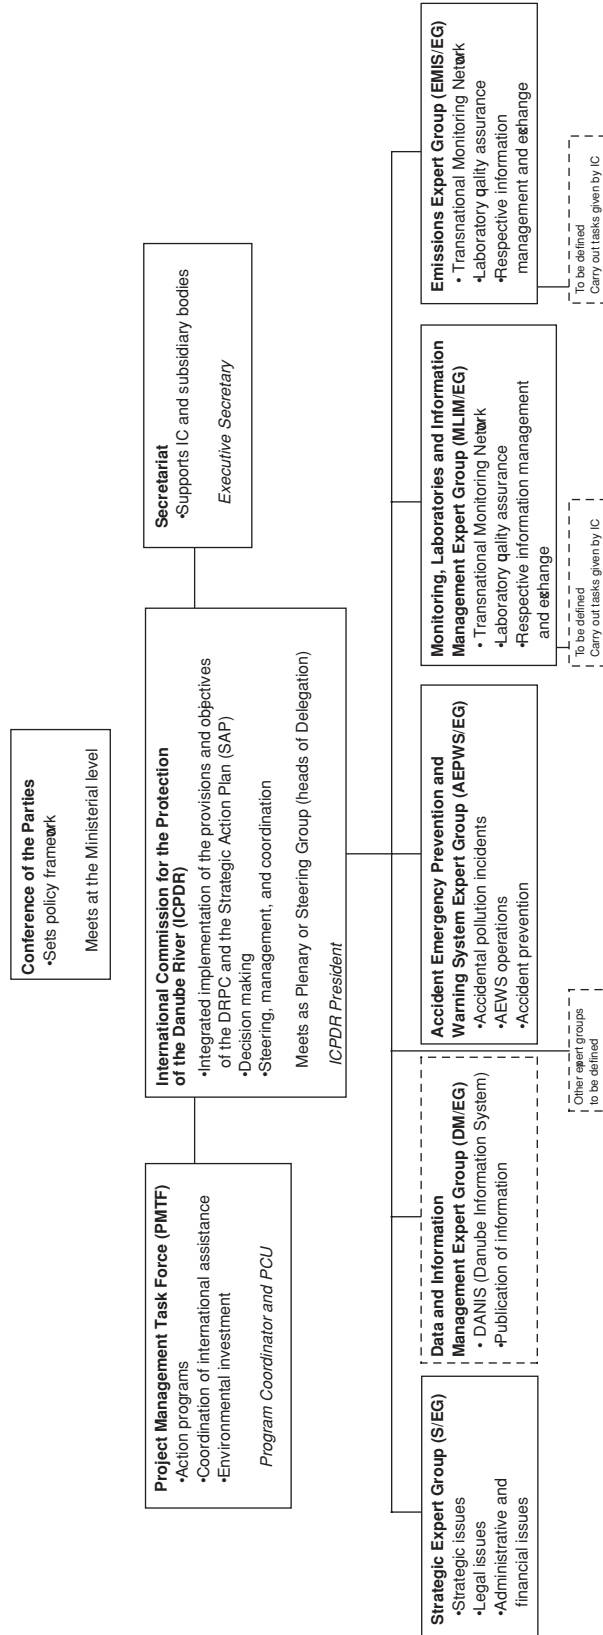 Conference of the Parties
•Sets policy framework
Meets at the Ministerial level
Project Management Task Force (PMTF)
•Action programs
•Coordination of international assistance
•Environmental investment
Program Coordinator and PCU
International Commission for the Protection
of the Danube River (ICPDR)
•Integrated implementation of the provisions and objectives
of the DRPC and the Strategic Action Plan (SAP)
•Decision making
•Steering, management, and coordination
Meets as Plenary or Steering Group (heads of Delegation)
ICPDR President
Secretariat
•Supports IC and subsidiary bodies
Executive Secretary
Strategic Expert Group (S/EG)
•Strategic issues
•Legal issues
•Administrative and
financial issues
Data and Information
Management Expert Group (DM/EG)
• DANIS (Danube Information System)
•Publication of information
Accident Emergency Prevention and
Warning System Expert Group (AEPWS/EG)
•Accidental pollution incidents
•AEWS operations
•Accident prevention
Monitoring, Laboratories and Information
Management Expert Group (MLIM/EG)
• Transnational Monitoring Network
•Laboratory quality assurance
•Respective information management
and exchange
Emissions Expert Group (EMIS/EG)
• Transnational Monitoring Network
•Laboratory quality assurance
•Respective information
management and exchange
Other expert groups
to be defined
To be defined
Carry out tasks given by IC
To be defined
Carry out tasks given by IC